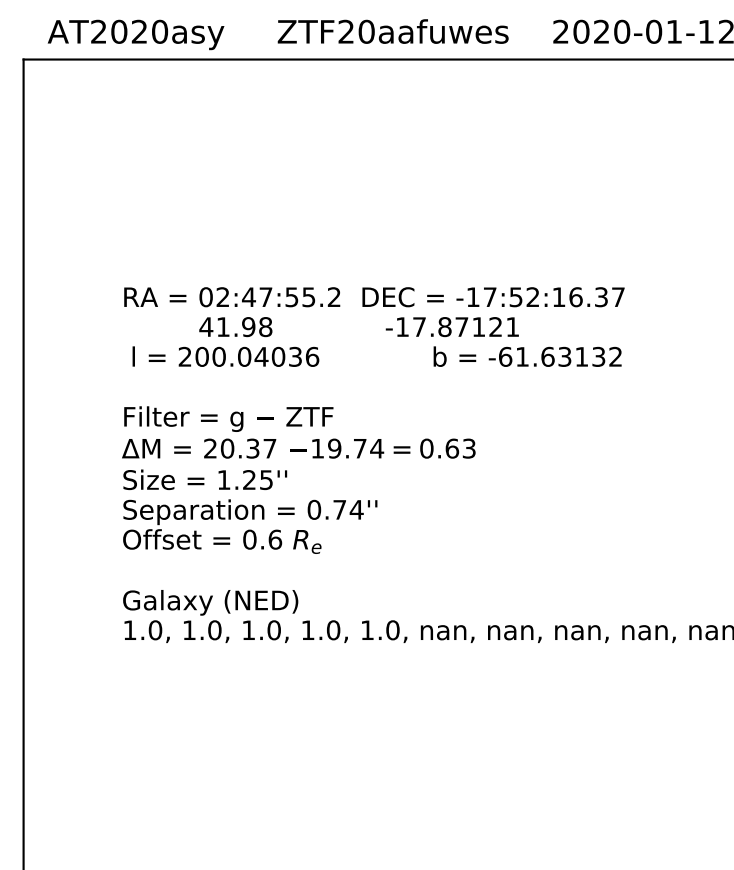 AT2020asy ZTF20aafuwes 2020-01-12
RA = 02:47:55.2 DEC = -17:52:16.37
41.98 -17.87121
l = 200.04036 b = -61.63132
Filter = g − ZTF
ΔM = 20.37 −19.74 = 0.63
Size = 1.25''
Separation = 0.74''
Offset = 0.6 Rₑ
Galaxy (NED)
1.0, 1.0, 1.0, 1.0, 1.0, nan, nan, nan, nan, nan